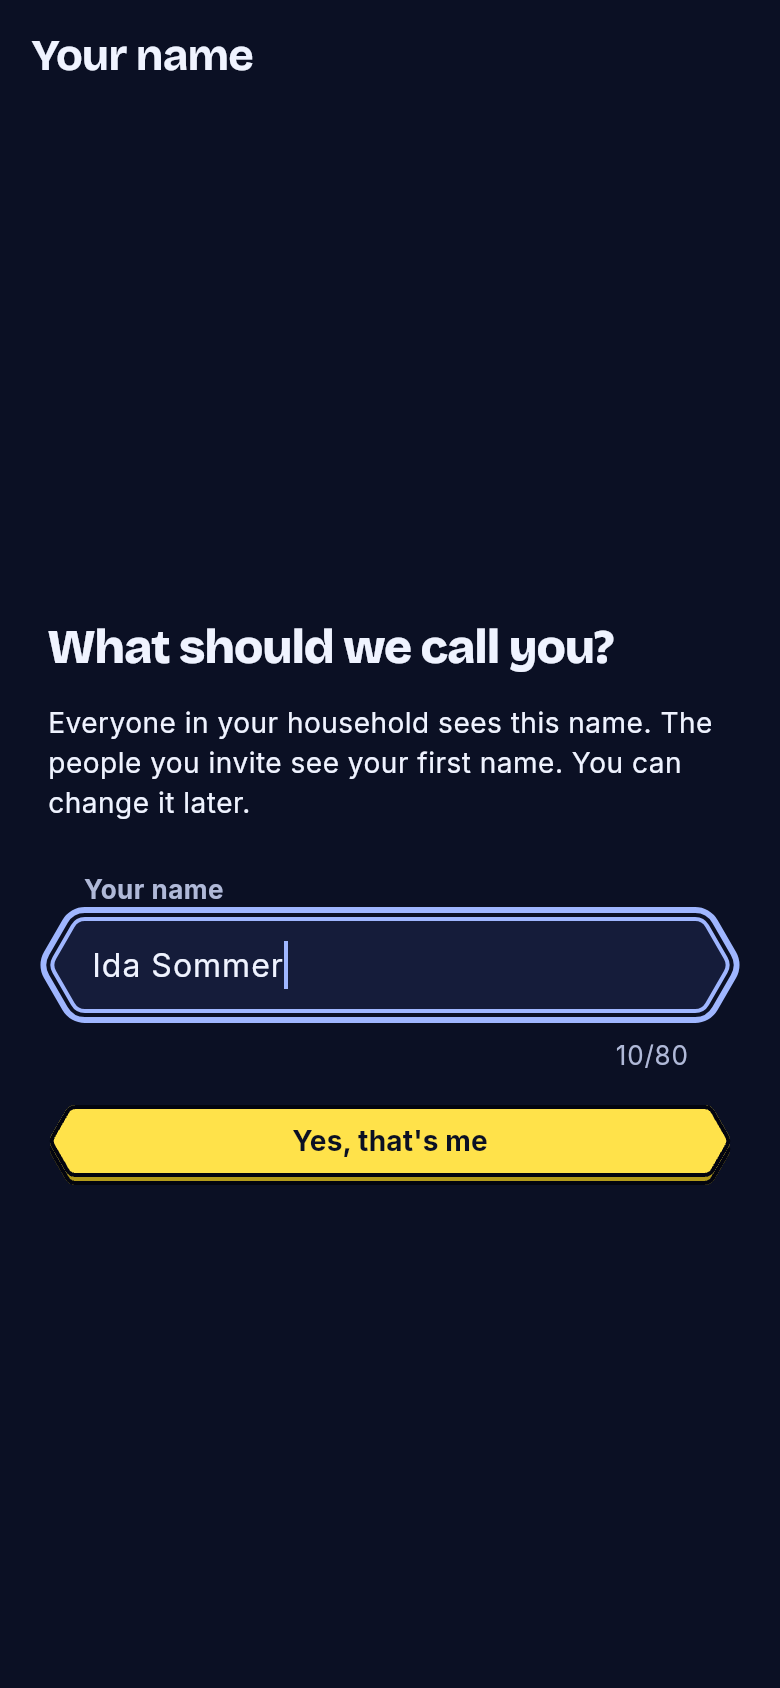 Your name
What should we call you?
Everyone in your household sees this name. The
people you invite see your first name. You can
change it later.
Your name
Ida Sommer
10/80
Yes, that's me